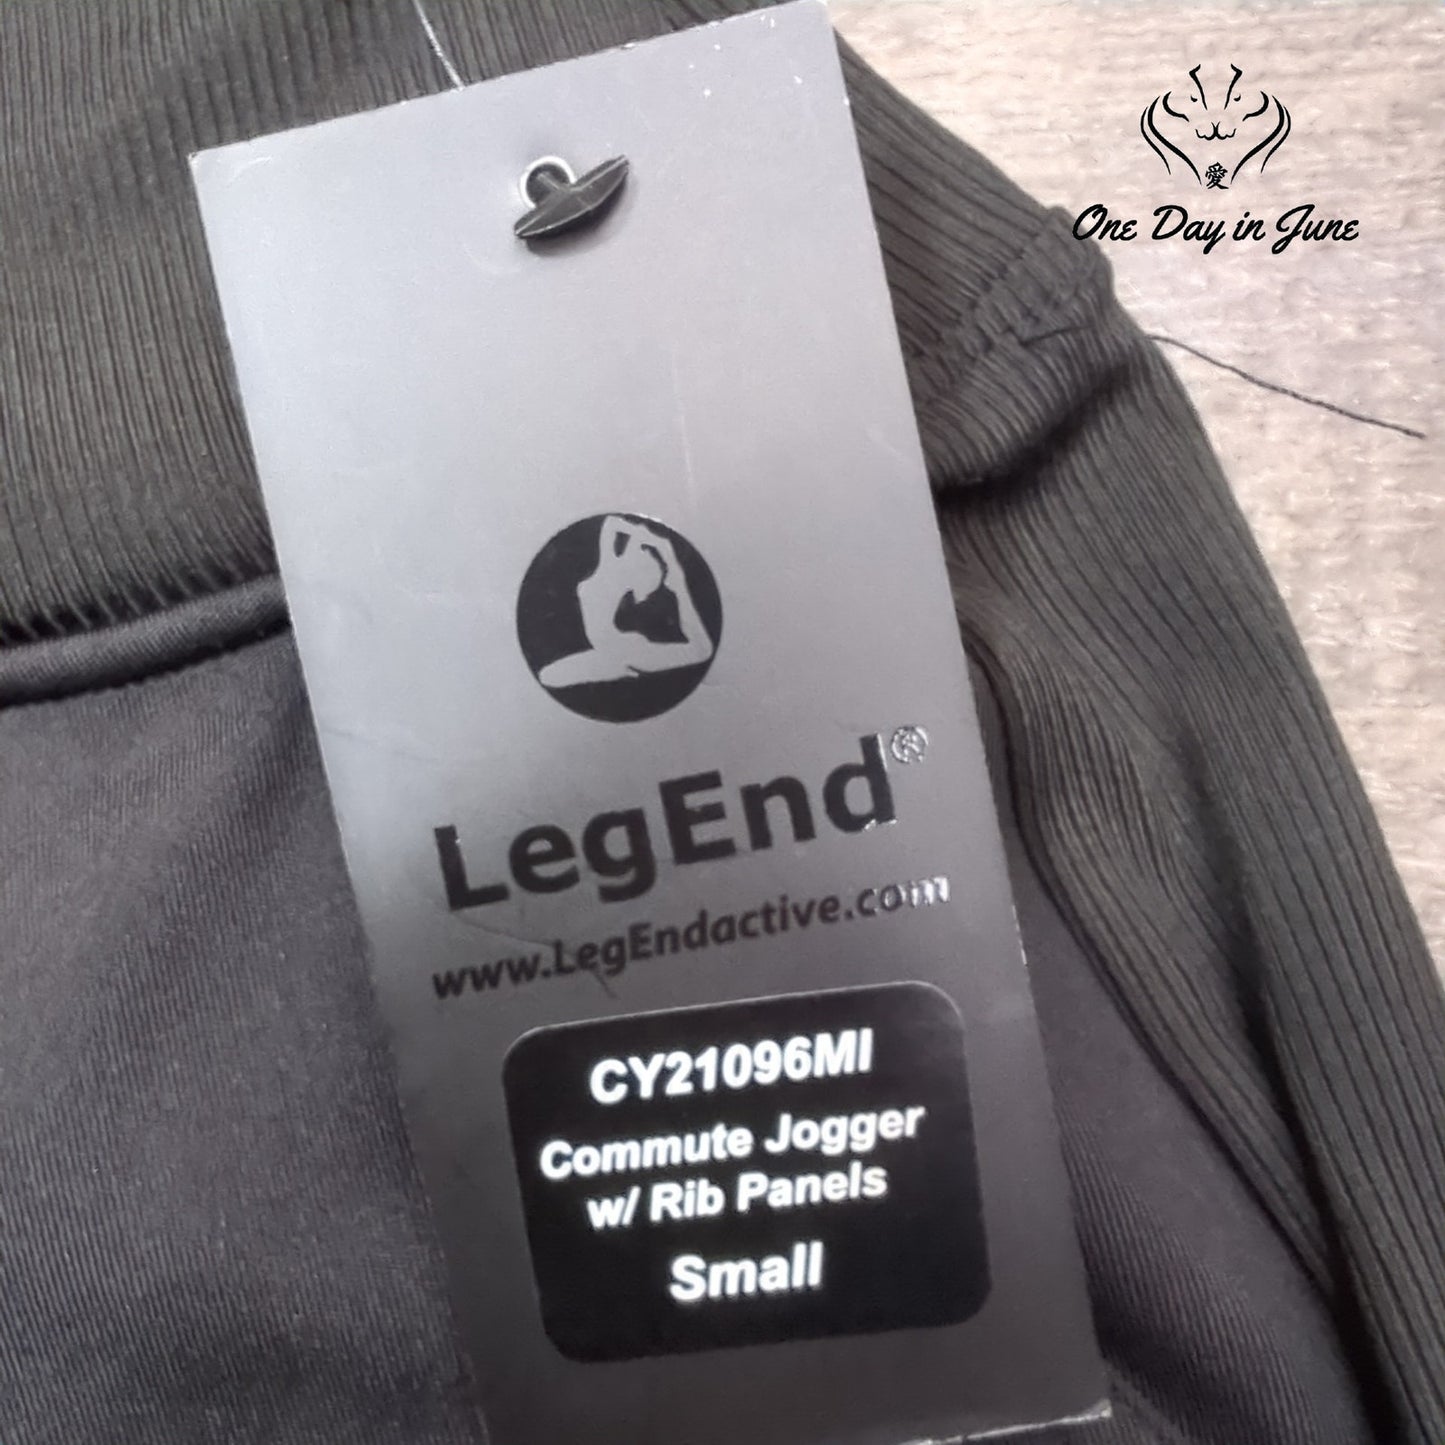 愛
One Day in June
LegEnd®
www.LegEndactive.com
CY21096MI
Commute Jogger
w/ Rib Panels
Small